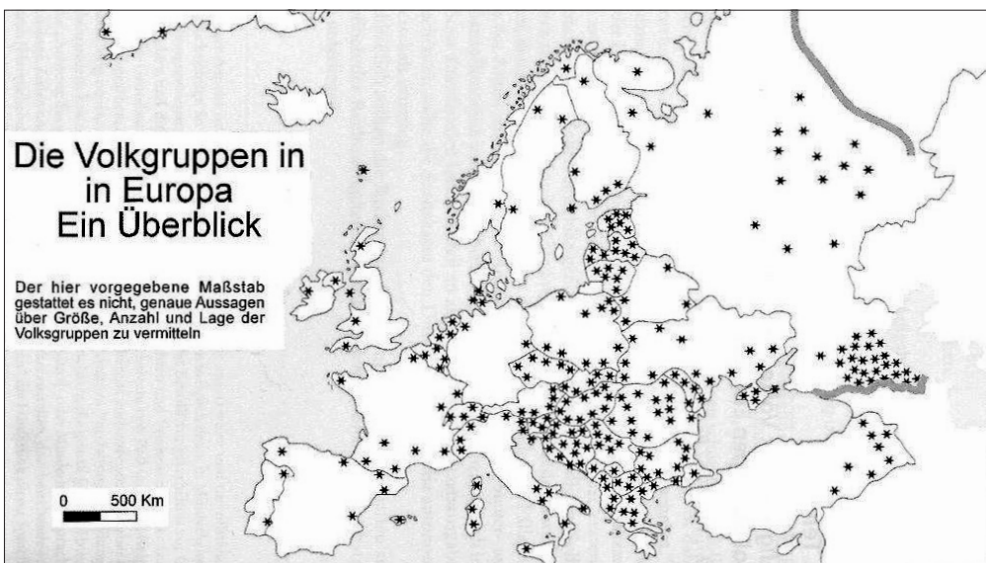 Die Volkgruppen in
in Europa
Ein Überblick
Der hier vorgegebene Maßstab
gestattet es nicht, genaue Aussagen
über Größe, Anzahl und Lage der
Volksgruppen zu vermitteln
0 500 Km